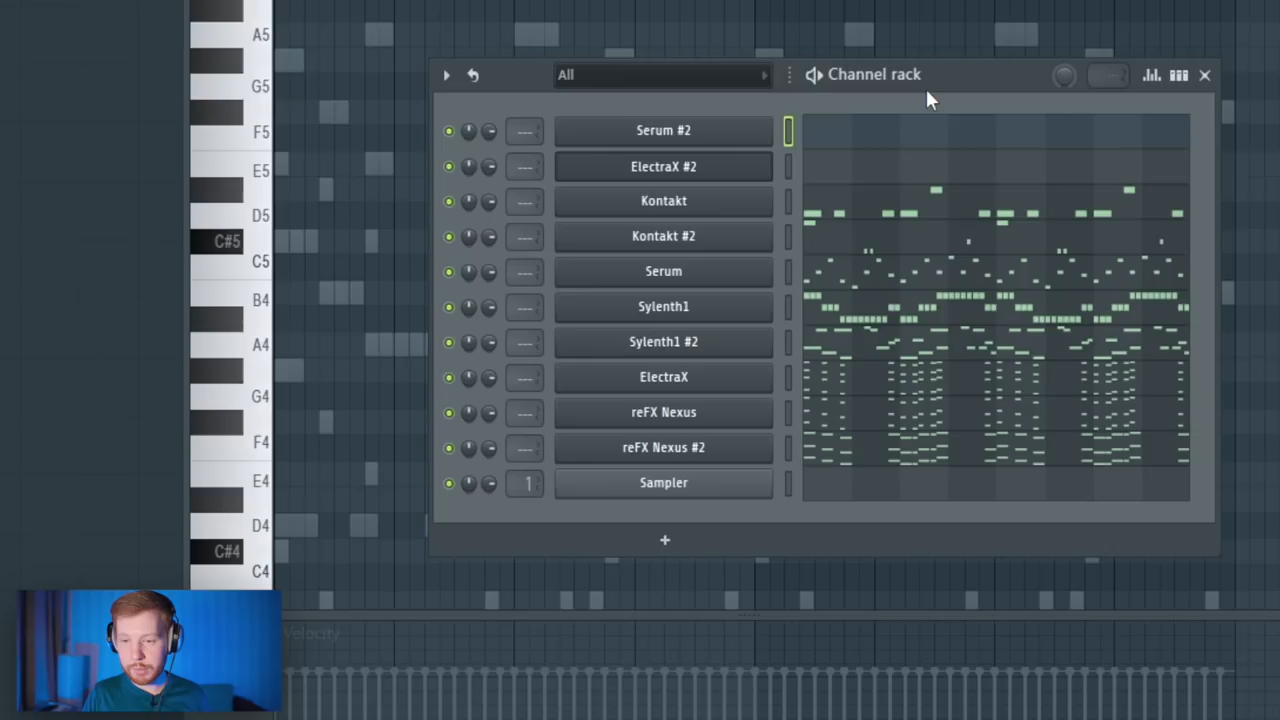 A5
G5
F5
E5
D5
C#5
C5
B4
A4
G4
F4
E4
D4
C#4
C4
All
Channel rack
Serum #2
ElectraX #2
Kontakt
Kontakt #2
Serum
Sylenth1
Sylenth1 #2
ElectraX
reFX Nexus
reFX Nexus #2
1 Sampler
+
Velocity